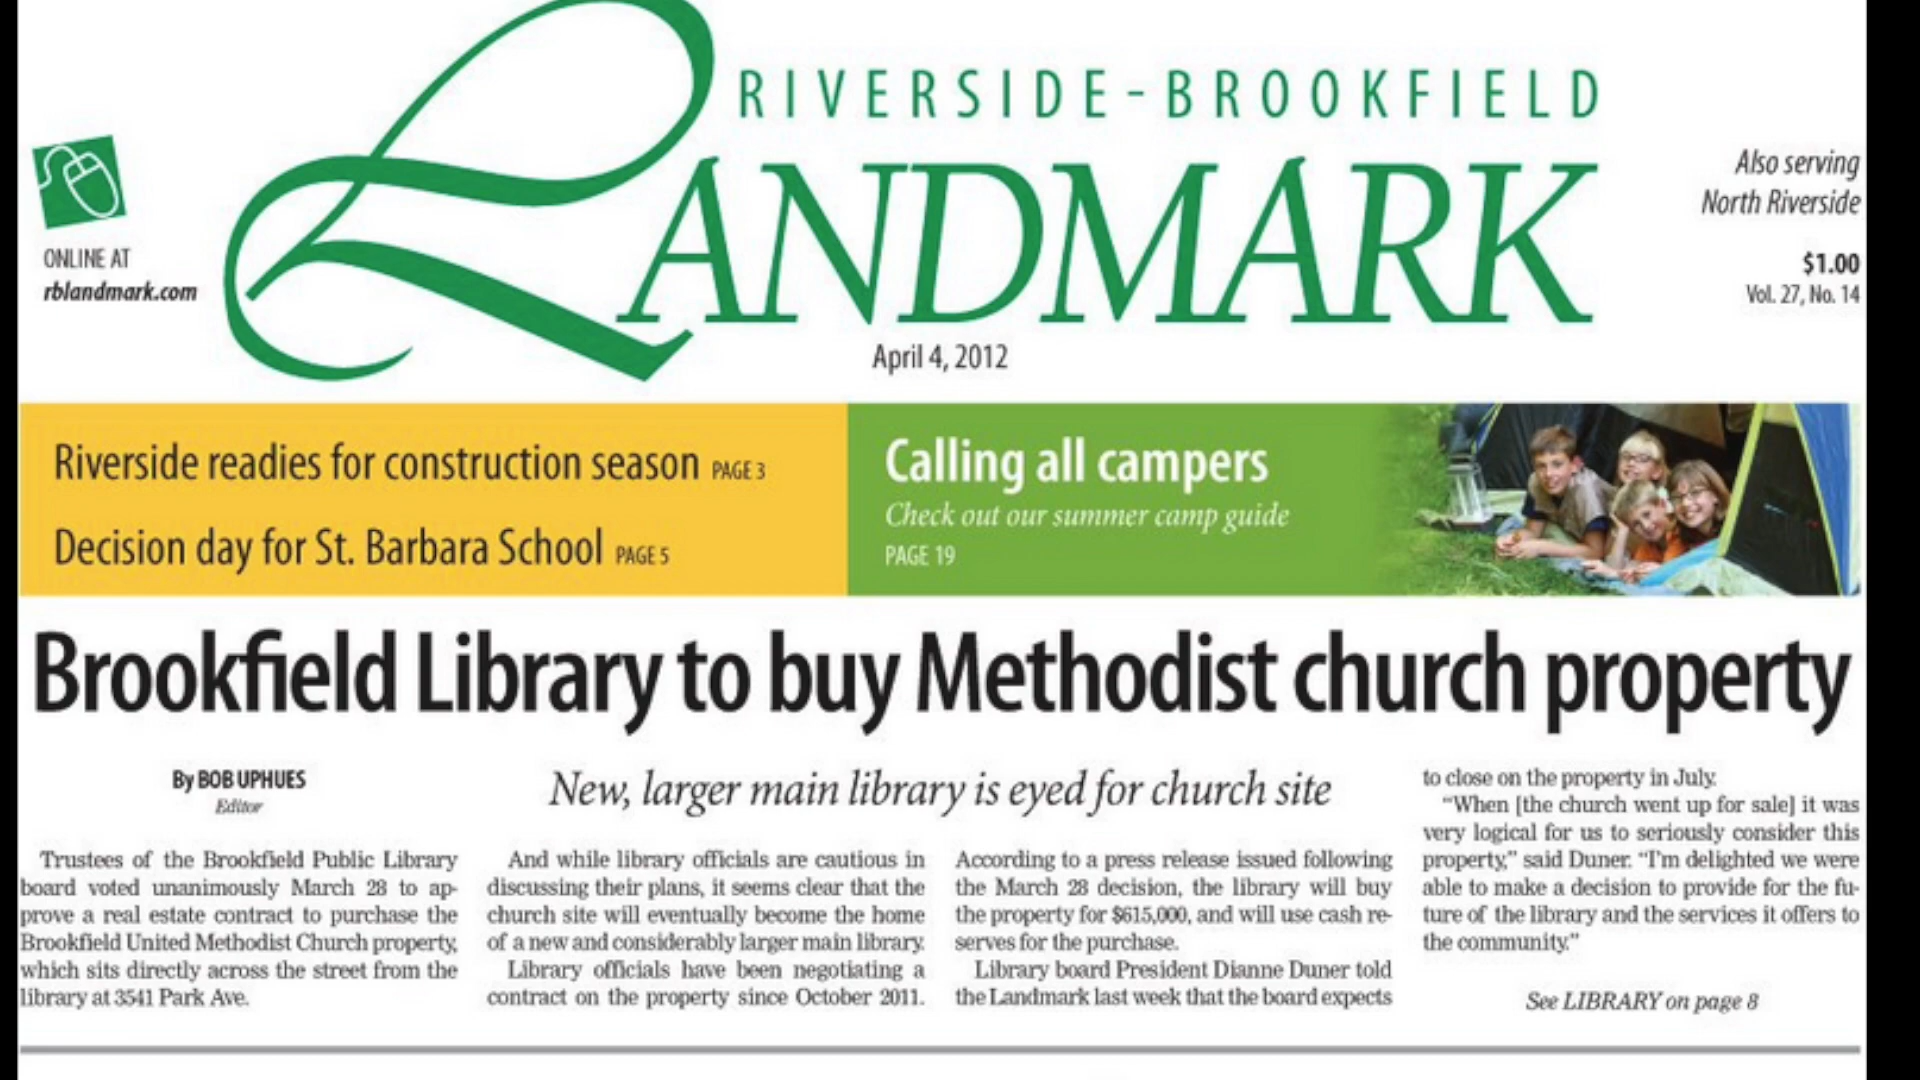 RIVERSIDE-BROOKFIELD
LANDMARK
ONLINE AT
rblandmark.com
Also serving
North Riverside
$1.00
Vol. 27, No. 14
April 4, 2012
Riverside readies for construction season PAGE 3
Decision day for St. Barbara School PAGE 5
Calling all campers
Check out our summer camp guide
PAGE 19
Brookfield Library to buy Methodist church property
New, larger main library is eyed for church site
By BOB UPHUES
Editor
Trustees of the Brookfield Public Library
board voted unanimously March 28 to ap-
prove a real estate contract to purchase the
Brookfield United Methodist Church property,
which sits directly across the street from the
library at 3541 Park Ave.
And while library officials are cautious in
discussing their plans, it seems clear that the
church site will eventually become the home
of a new and considerably larger main library.
Library officials have been negotiating a
contract on the property since October 2011.
According to a press release issued following
the March 28 decision, the library will buy
the property for $615,000, and will use cash re-
serves for the purchase.
Library board President Dianne Duner told
the Landmark last week that the board expects
to close on the property in July.
“When [the church went up for sale] it was
very logical for us to seriously consider this
property,” said Duner. “I’m delighted we were
able to make a decision to provide for the fu-
ture of the library and the services it offers to
the community.”
See LIBRARY on page 8